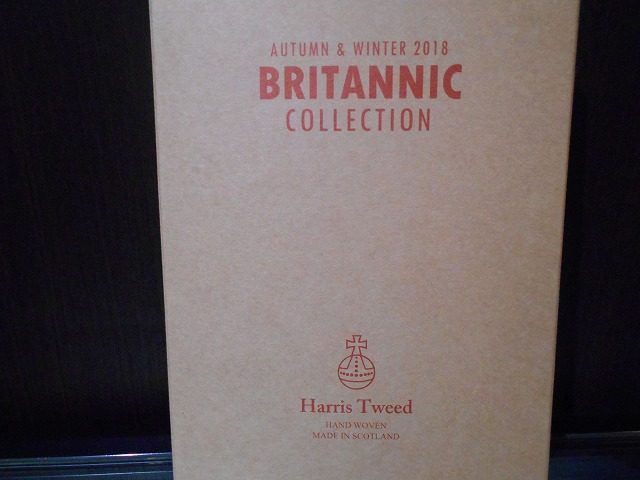 AUTUMN & WINTER 2018
BRITANNIC
COLLECTION
Harris Tweed
HAND WOVEN
MADE IN SCOTLAND